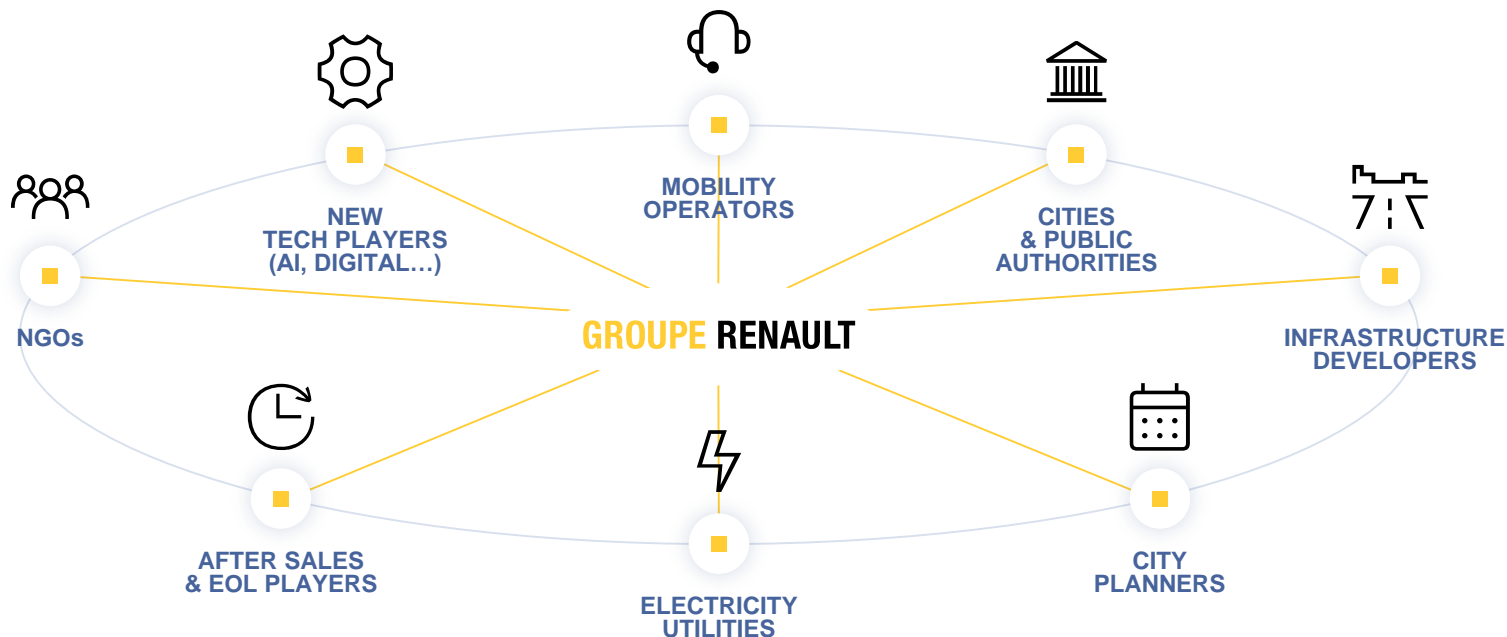 MOBILITY
OPERATORS
NEW
TECH PLAYERS
(AI, DIGITAL…)
CITIES
& PUBLIC
AUTHORITIES
NGOs
GROUPE RENAULT
INFRASTRUCTURE
DEVELOPERS
AFTER SALES
& EOL PLAYERS
ELECTRICITY
UTILITIES
CITY
PLANNERS